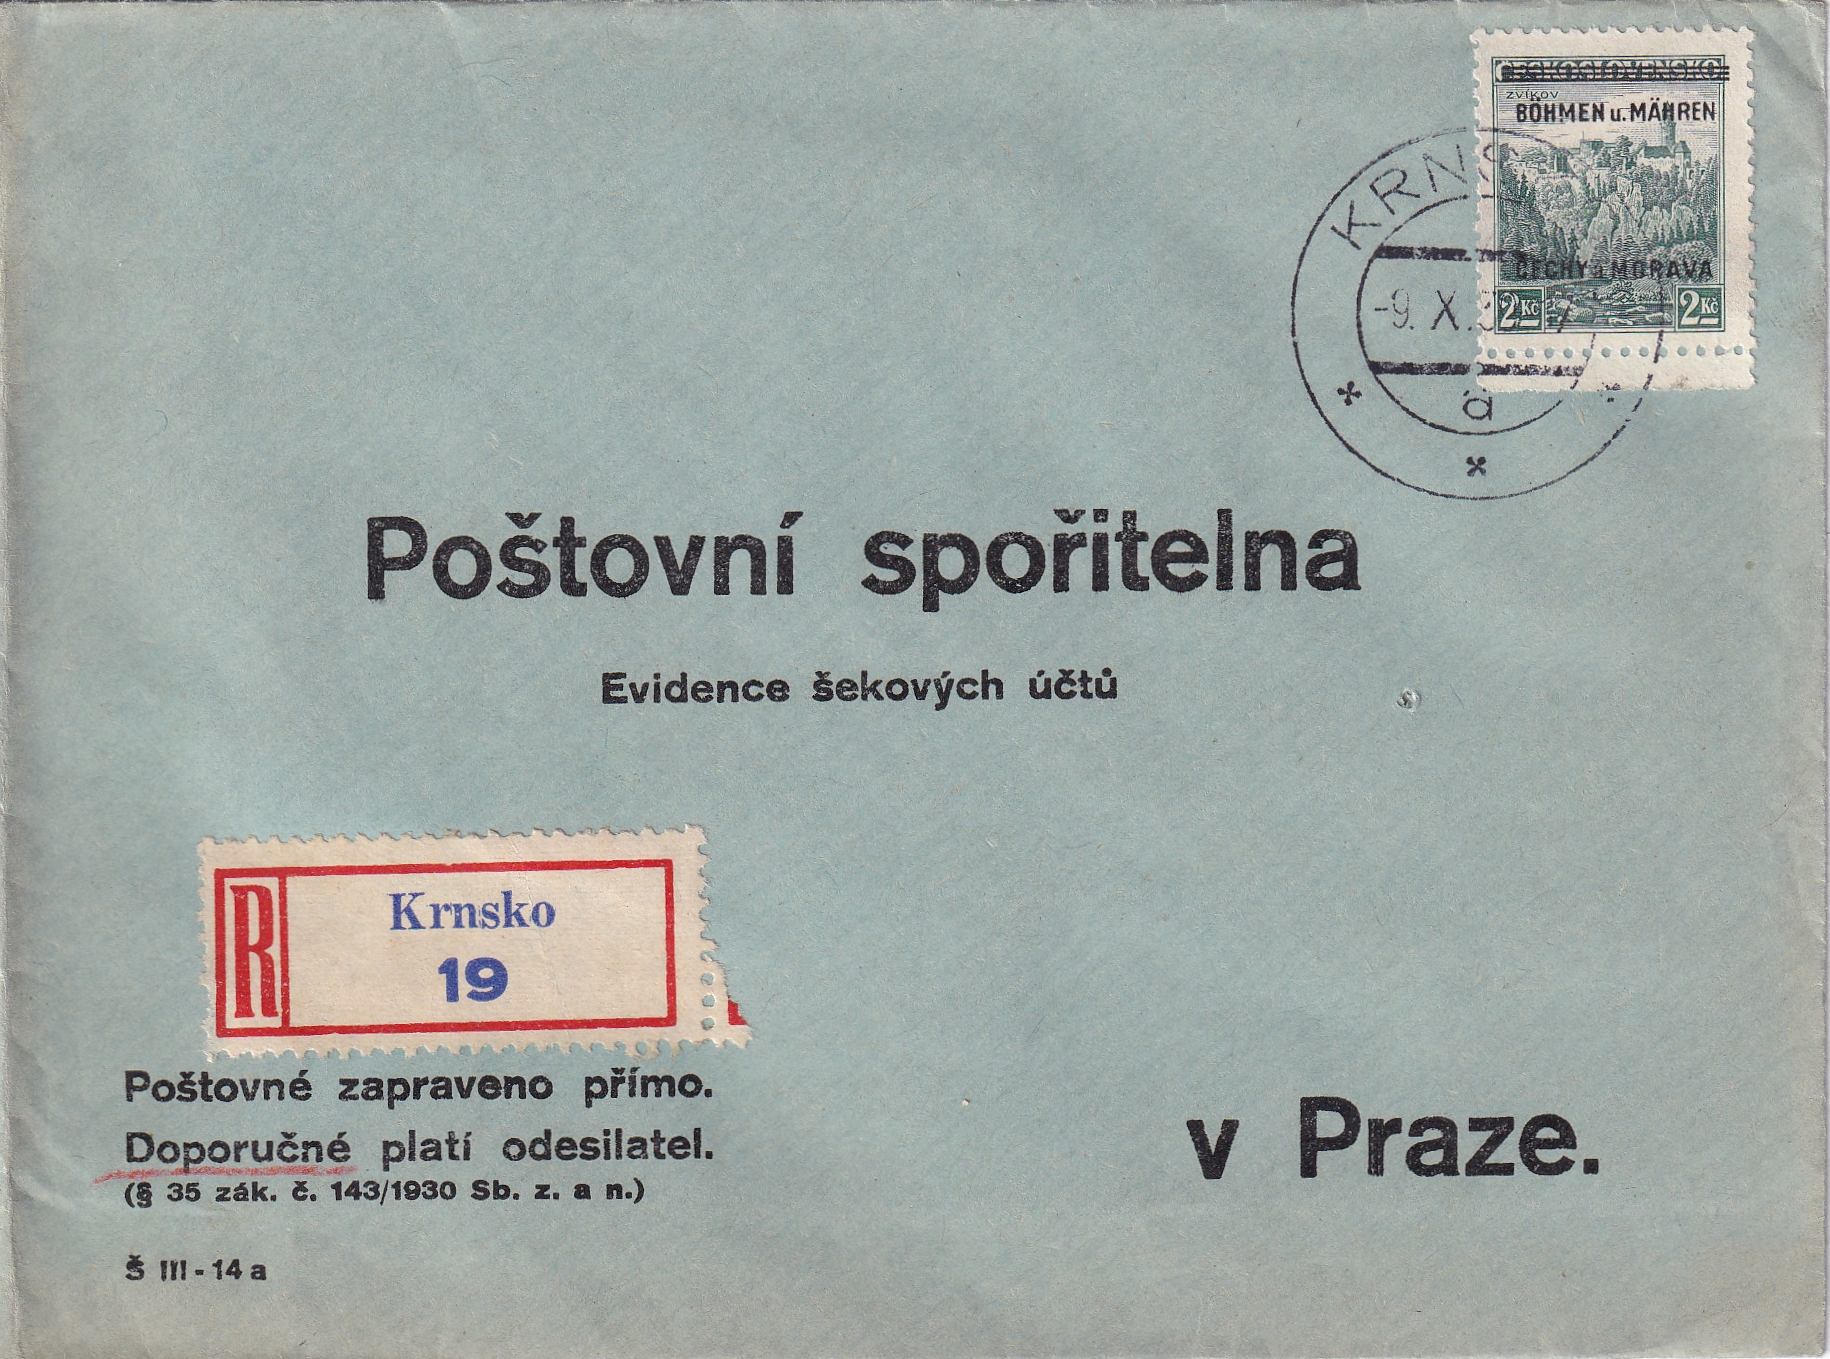 ČESKOSLOVENSKO
ZVÍKOV
BÖHMEN u. MÄHREN
ČECHY a MORAVA
2 Kč 2 Kč
-9. X.
a
Poštovní spořitelna
Evidence šekových účtů
R
Krnsko
19
Poštovné zapraveno přímo.
Doporučné platí odesilatel.
(§ 35 zák. č. 143/1930 Sb. z. a n.)
v Praze.
Š III - 14 a